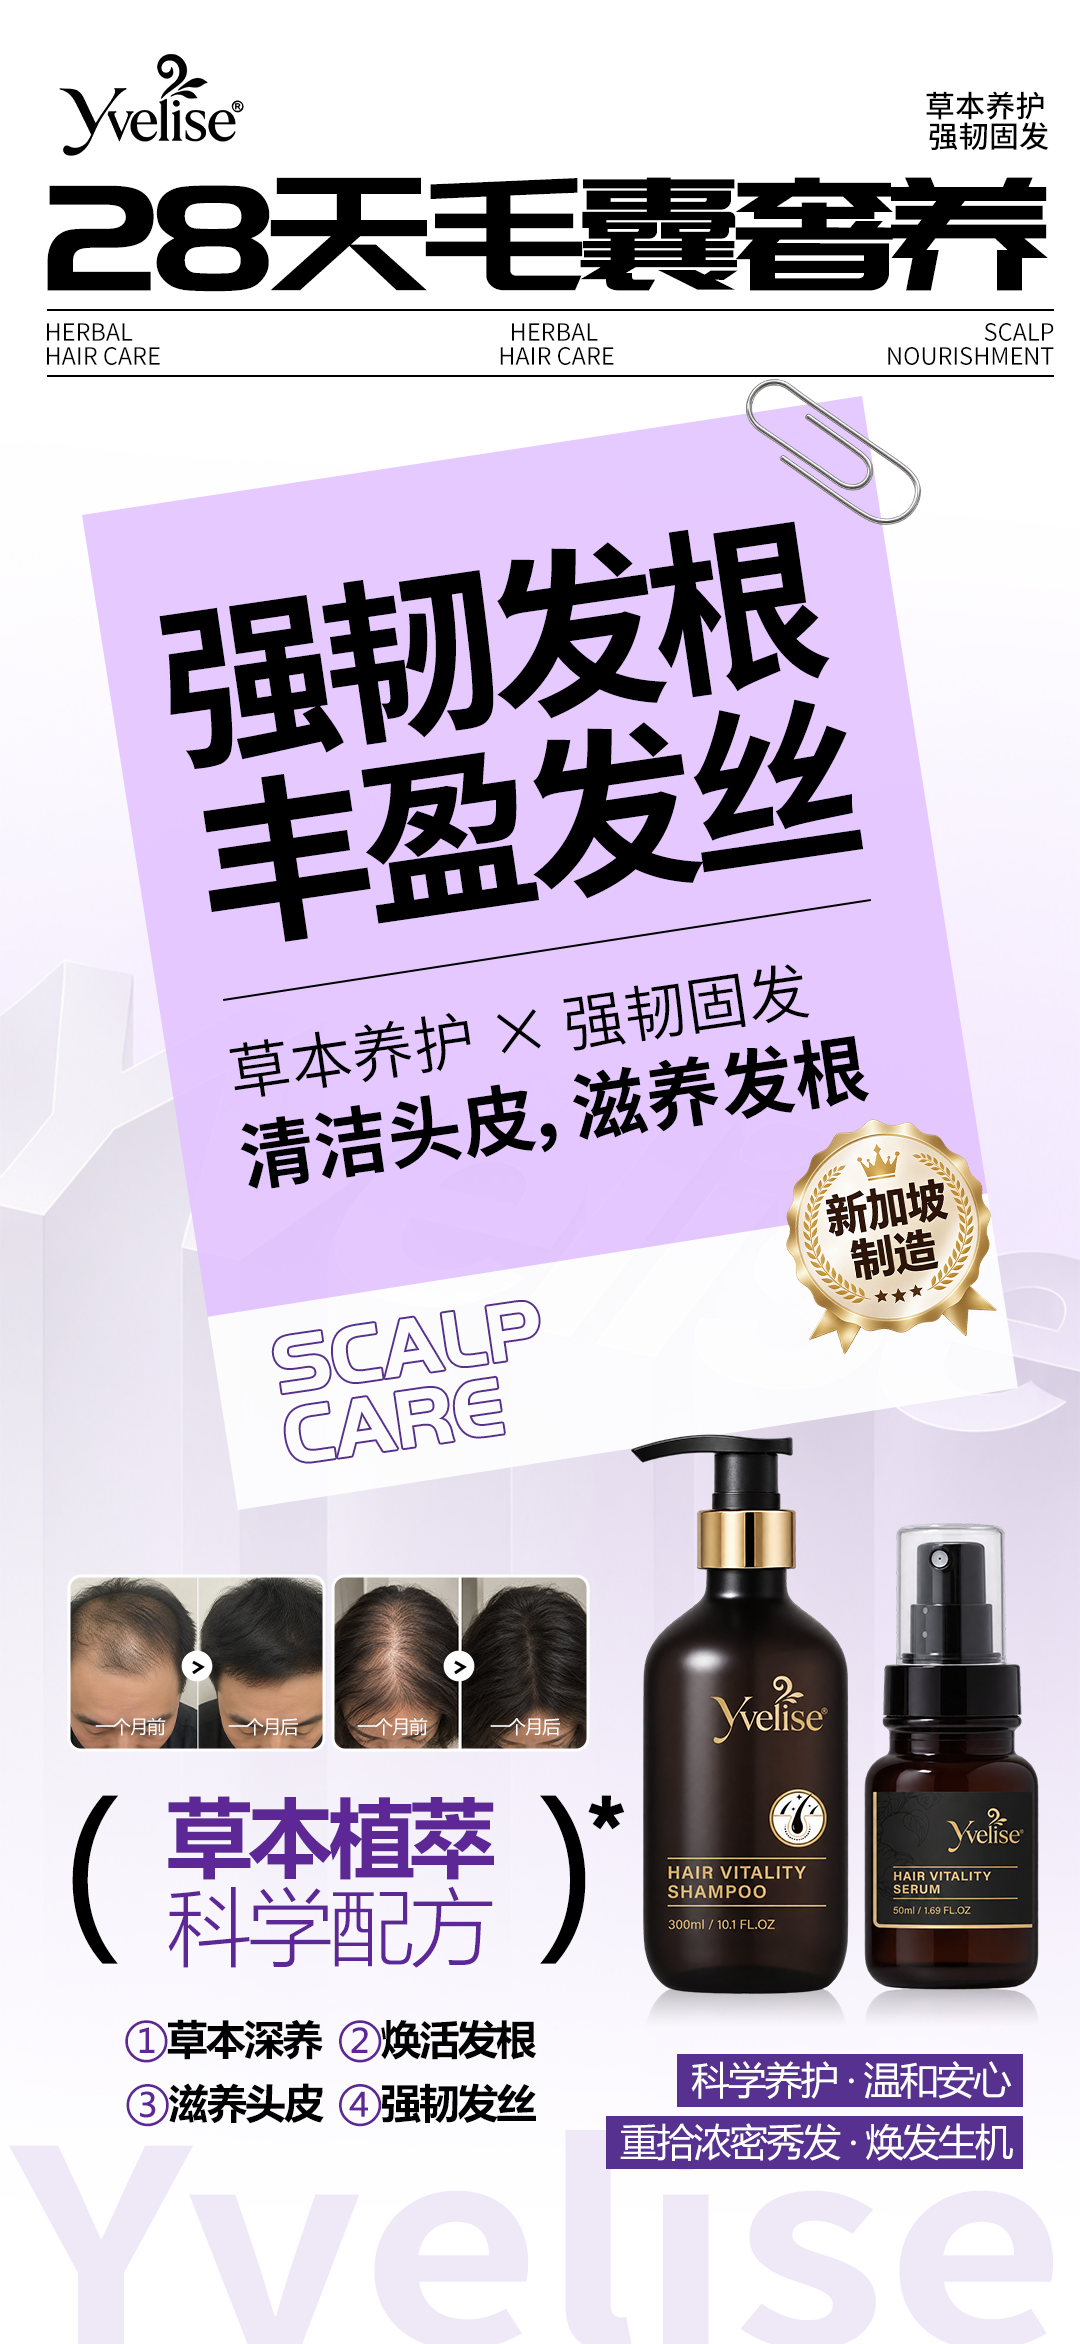 Yvelise®
草本养护
强韧固发
28天毛囊奢养
HERBAL
HAIR CARE
HERBAL
HAIR CARE
SCALP
NOURISHMENT
强韧发根
丰盈发丝
草本养护 × 强韧固发
清洁头皮,滋养发根
新加坡
制造
SCALP
CARE
一个月前
>
一个月后
一个月前
>
一个月后
(草本植萃
科学配方)*
①草本深养 ②焕活发根
③滋养头皮 ④强韧发丝
Yvelise®
HAIR VITALITY
SHAMPOO
300ml / 10.1 FL.OZ
Yvelise®
HAIR VITALITY
SERUM
50ml / 1.69 FL.OZ
科学养护·温和安心
重拾浓密秀发·焕发生机
Yvelise